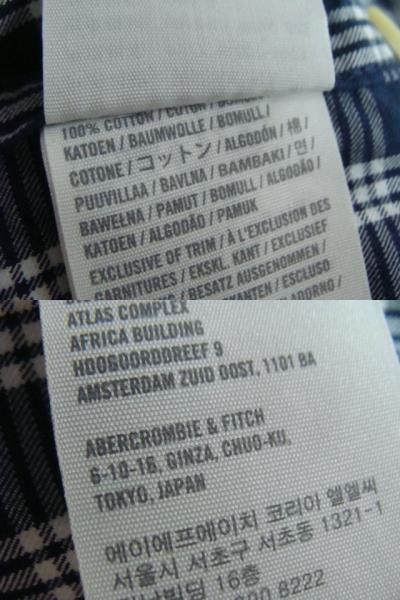 100% COTTON / COTON / BOMULL /
KATOEN / BAUMWOLLE / BOMULL /
COTONE / コットン / ALGODÓN / 棉 /
PUUVILLAA / BAVLNA / BAMBAKI / 면 /
BAWEŁNA / PAMUT / BOMULL / ALGODÃO /
KATOEN / ALGODÃO / PAMUK
EXCLUSIVE OF TRIM / À L'EXCLUSION DES
GARNITURES / EKSKL. KANT / EXCLUSIEF
/ BESATZ AUSGENOMMEN /
KANTEN / ESCLUSO
ADORNO /
ATLAS COMPLEX
AFRICA BUILDING
HOOGOORDDREEF 9
AMSTERDAM ZUID OOST, 1101 BA
ABERCROMBIE & FITCH
6-10-16, GINZA, CHUO-KU,
TOKYO, JAPAN
에이에프에이치 코리아 엘엘씨
서울시 서초구 서초동 1321-1
16층
8222